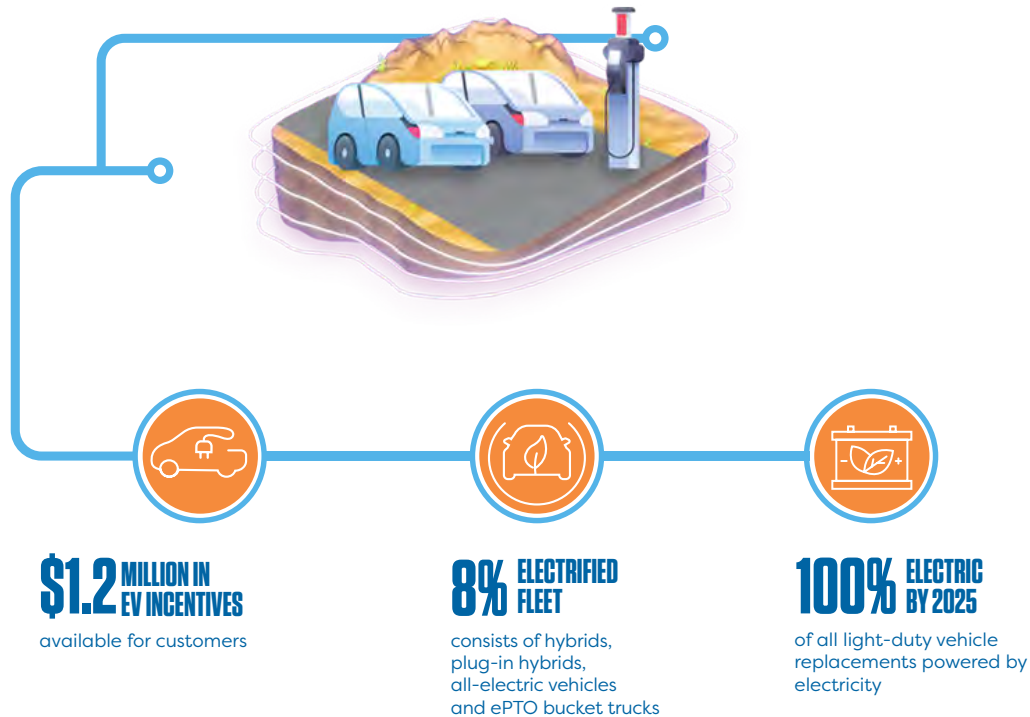 $1.2 MILLION IN
EV INCENTIVES
available for customers
8% ELECTRIFIED
FLEET
consists of hybrids,
plug-in hybrids,
all-electric vehicles
and ePTO bucket trucks
100% ELECTRIC
BY 2025
of all light-duty vehicle
replacements powered by
electricity